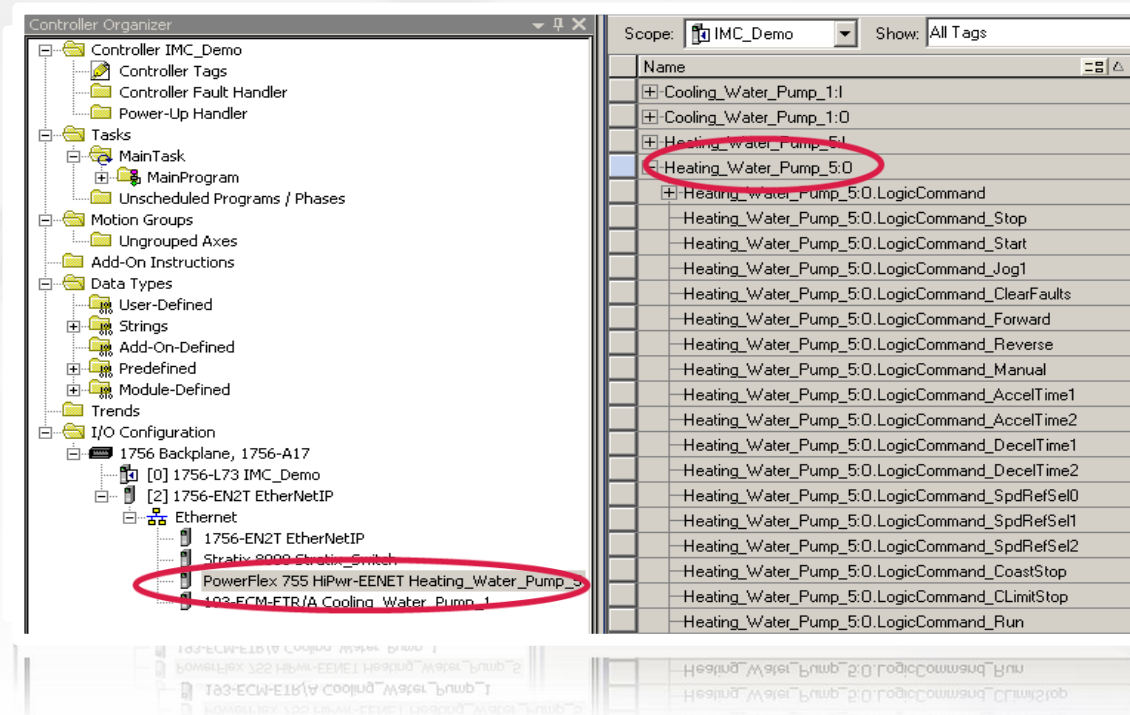 Controller Organizer
Controller IMC_Demo
Controller Tags
Controller Fault Handler
Power-Up Handler
Tasks
MainTask
MainProgram
Unscheduled Programs / Phases
Motion Groups
Ungrouped Axes
Add-On Instructions
Data Types
User-Defined
Strings
Add-On-Defined
Predefined
Module-Defined
Trends
I/O Configuration
1756 Backplane, 1756-A17
[0] 1756-L73 IMC_Demo
[2] 1756-EN2T EtherNetIP
Ethernet
1756-EN2T EtherNetIP
Stratix 8000 Stratix_Switch
PowerFlex 755 HiPwr-EENET Heating_Water_Pump_5
193-ECM-ETR/A Cooling_Water_Pump_1
Scope: IMC_Demo Show: All Tags
Name
Cooling_Water_Pump_1:I
Cooling_Water_Pump_1:O
Heating_Water_Pump_5:I
Heating_Water_Pump_5:O
Heating_Water_Pump_5:O.LogicCommand
Heating_Water_Pump_5:O.LogicCommand_Stop
Heating_Water_Pump_5:O.LogicCommand_Start
Heating_Water_Pump_5:O.LogicCommand_Jog1
Heating_Water_Pump_5:O.LogicCommand_ClearFaults
Heating_Water_Pump_5:O.LogicCommand_Forward
Heating_Water_Pump_5:O.LogicCommand_Reverse
Heating_Water_Pump_5:O.LogicCommand_Manual
Heating_Water_Pump_5:O.LogicCommand_AccelTime1
Heating_Water_Pump_5:O.LogicCommand_AccelTime2
Heating_Water_Pump_5:O.LogicCommand_DecelTime1
Heating_Water_Pump_5:O.LogicCommand_DecelTime2
Heating_Water_Pump_5:O.LogicCommand_SpdRefSel0
Heating_Water_Pump_5:O.LogicCommand_SpdRefSel1
Heating_Water_Pump_5:O.LogicCommand_SpdRefSel2
Heating_Water_Pump_5:O.LogicCommand_CoastStop
Heating_Water_Pump_5:O.LogicCommand_CLimitStop
Heating_Water_Pump_5:O.LogicCommand_Run